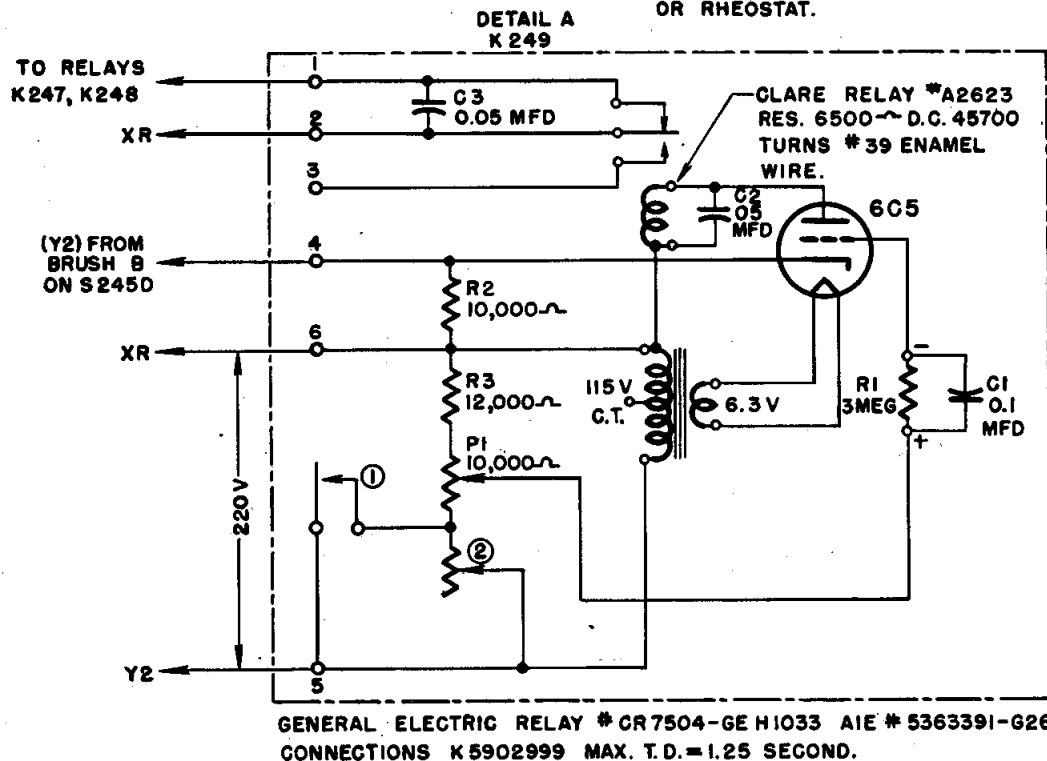 OR RHEOSTAT.
DETAIL A
K 249
TO RELAYS
K247, K248
XR
1
2
3
C3
0.05 MFD
CLARE RELAY #A2623
RES. 6500~ D.C. 45700
TURNS #39 ENAMEL
WIRE.
C2
05
MFD
6C5
(Y2) FROM
BRUSH B
ON S245D
4
R2
10,000~
XR
6
R3
12,000~
115 V
C.T.
6.3 V
-
R1
3MEG
+
C1
0.1
MFD
P1
10,000~
220V
1
2
Y2
5
GENERAL ELECTRIC RELAY #CR7504-GE H1033 AIE #5363391-G26
CONNECTIONS K5902999 MAX. T.D.=1.25 SECOND.